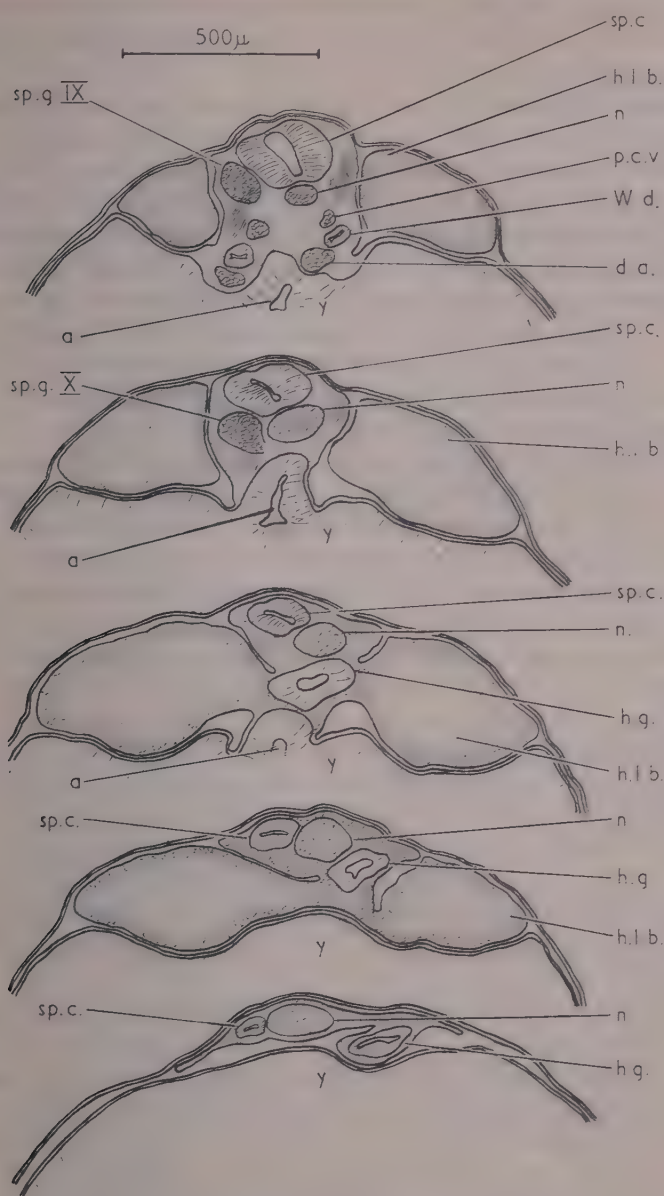 500μ
sp.c
sp.g IX
h l b.
n
p.c.v
W d.
d a.
a
y
sp.c.
sp.g. X
n
h.. b
a
y
sp.c.
n.
h g.
h.l b.
a
y
sp.c.
n
h.g
h.l b.
y
sp.c.
n
h g.
y